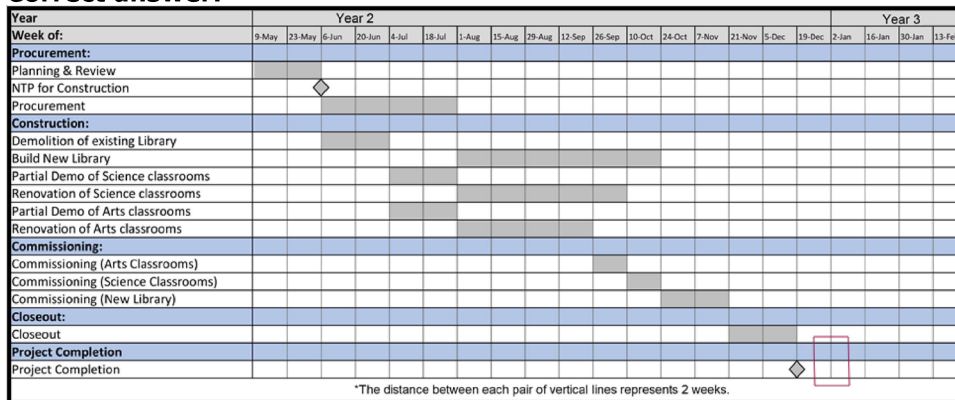 Year Year 2 Year 3
Week of: 9-May 23-May 6-Jun 20-Jun 4-Jul 18-Jul 1-Aug 15-Aug 29-Aug 12-Sep 26-Sep 10-Oct 24-Oct 7-Nov 21-Nov 5-Dec 19-Dec 2-Jan 16-Jan 30-Jan
Procurement:
Planning & Review
NTP for Construction
Procurement
Construction:
Demolition of existing Library
Build New Library
Partial Demo of Science classrooms
Renovation of Science classrooms
Partial Demo of Arts classrooms
Renovation of Arts classrooms
Commissioning:
Commissioning (Arts Classrooms)
Commissioning (Science Classrooms)
Commissioning (New Library)
Closeout:
Closeout
Project Completion
Project Completion
*The distance between each pair of vertical lines represents 2 weeks.